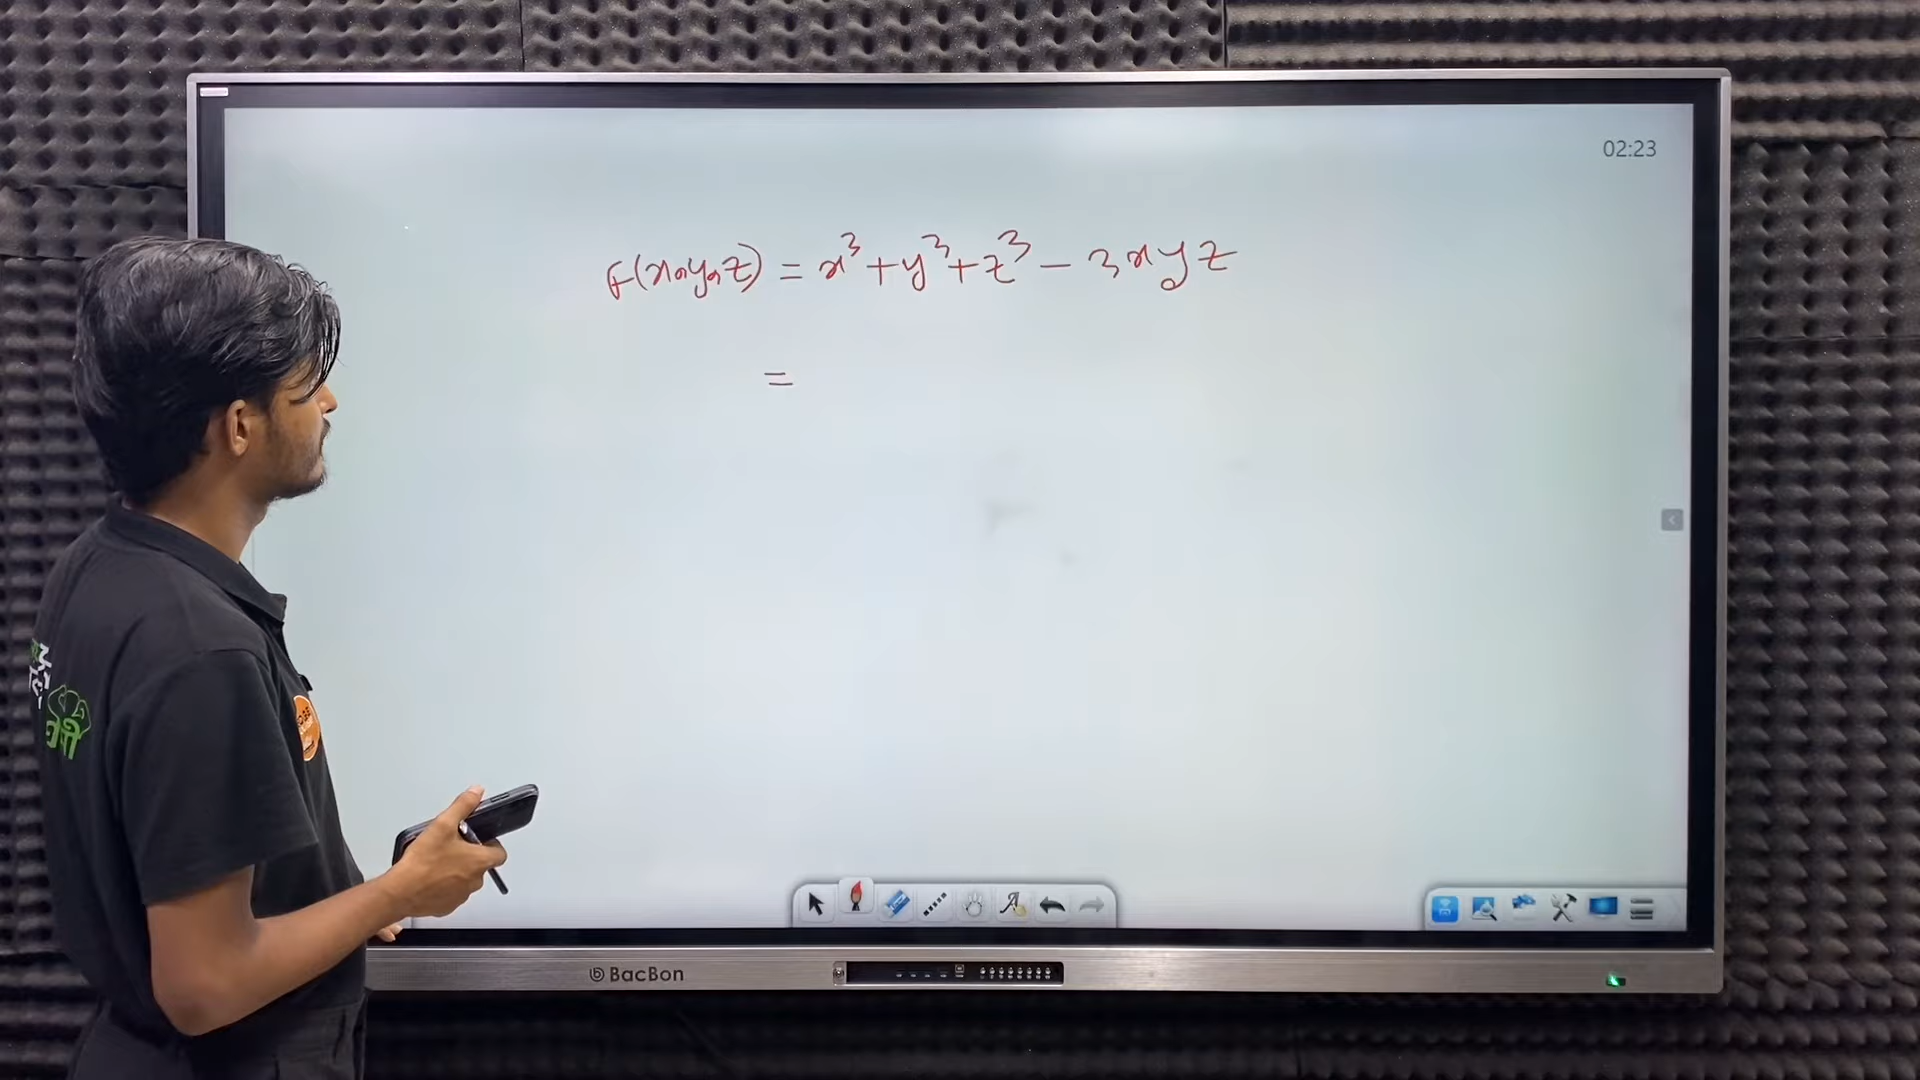 02:23
F(x,y,z) = x³+y³+z³ - 3xyz
=
BacBon